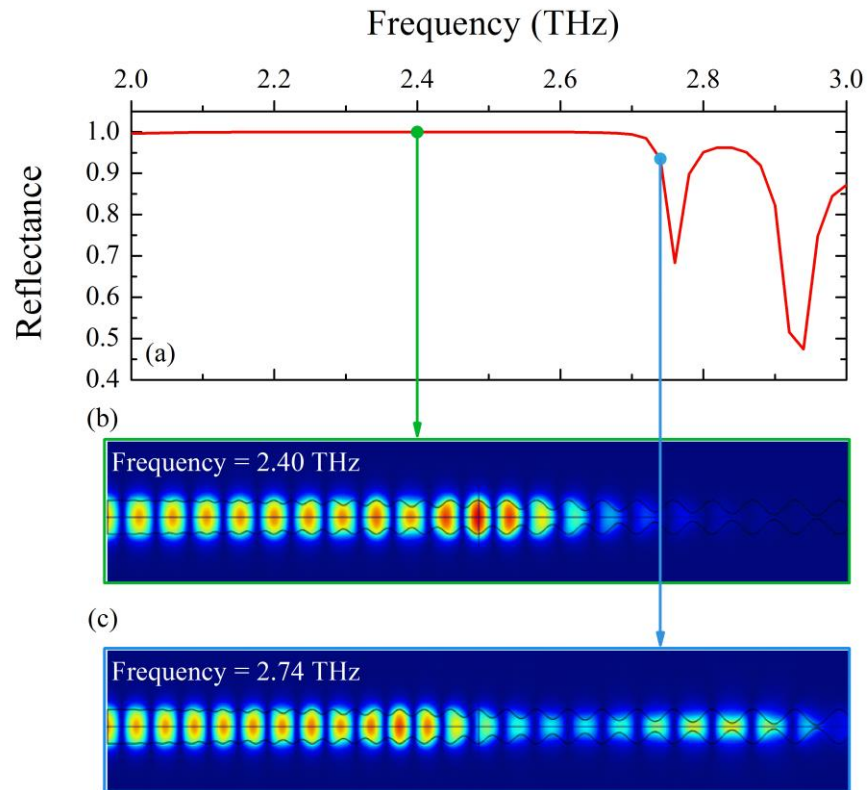 Frequency (THz)
2.0 2.2 2.4 2.6 2.8 3.0
Reflectance
1.0
0.9
0.8
0.7
0.6
0.5
0.4
(a)
(b)
Frequency = 2.40 THz
(c)
Frequency = 2.74 THz